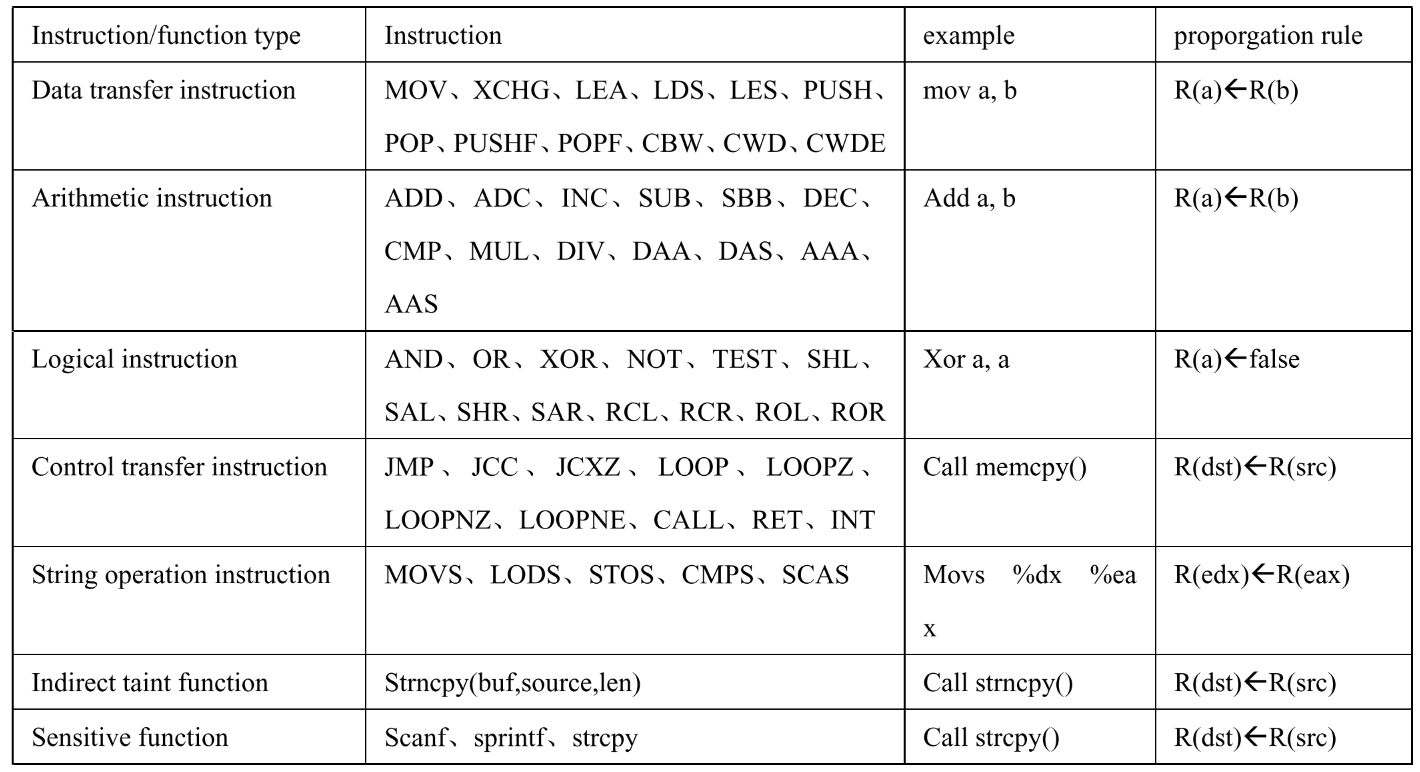 Instruction/function type Instruction example proporgation rule
Data transfer instruction MOV、XCHG、LEA、LDS、LES、PUSH、 mov a, b R(a)←R(b)
POP、PUSHF、POPF、CBW、CWD、CWDE
Arithmetic instruction ADD、ADC、INC、SUB、SBB、DEC、 Add a, b R(a)←R(b)
CMP、MUL、DIV、DAA、DAS、AAA、
AAS
Logical instruction AND、OR、XOR、NOT、TEST、SHL、 Xor a, a R(a)←false
SAL、SHR、SAR、RCL、RCR、ROL、ROR
Control transfer instruction JMP、JCC、JCXZ、LOOP、LOOPZ、 Call memcpy() R(dst)←R(src)
LOOPNZ、LOOPNE、CALL、RET、INT
String operation instruction MOVS、LODS、STOS、CMPS、SCAS Movs %dx %ea R(edx)←R(eax)
x
Indirect taint function Strncpy(buf,source,len) Call strncpy() R(dst)←R(src)
Sensitive function Scanf、sprintf、strcpy Call strcpy() R(dst)←R(src)